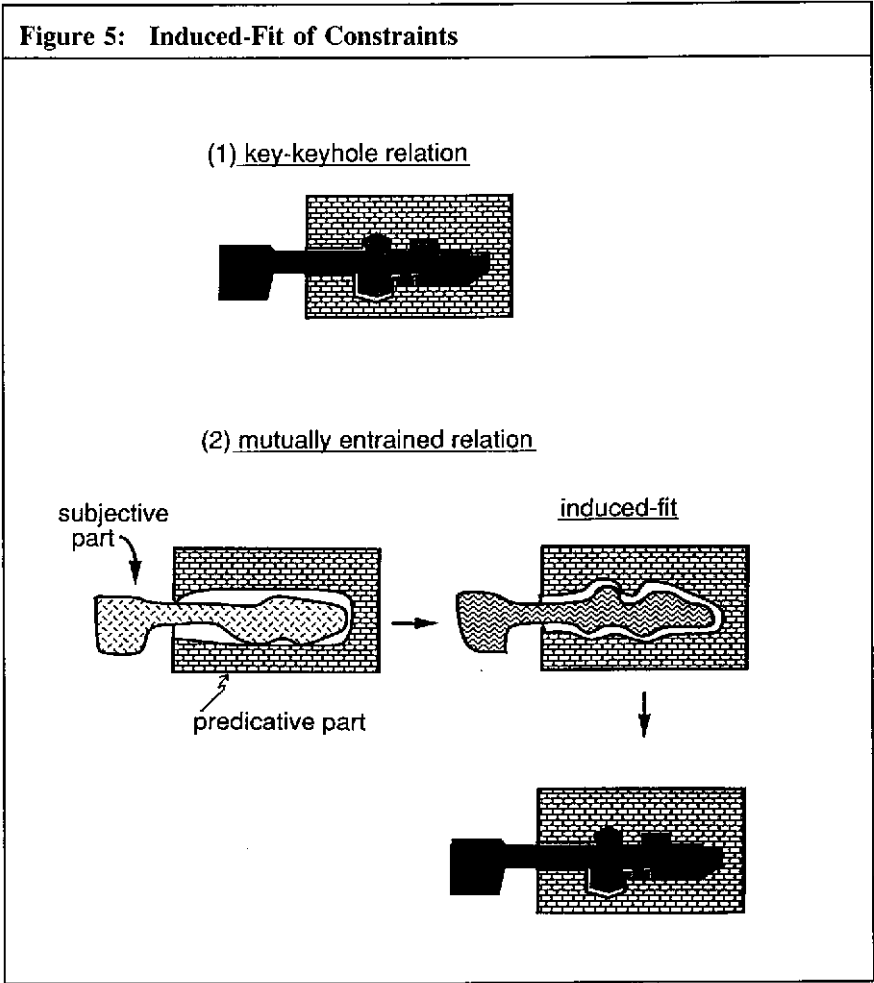 Figure 5: Induced-Fit of Constraints
(1) key-keyhole relation
(2) mutually entrained relation
subjective
part
induced-fit
predicative part